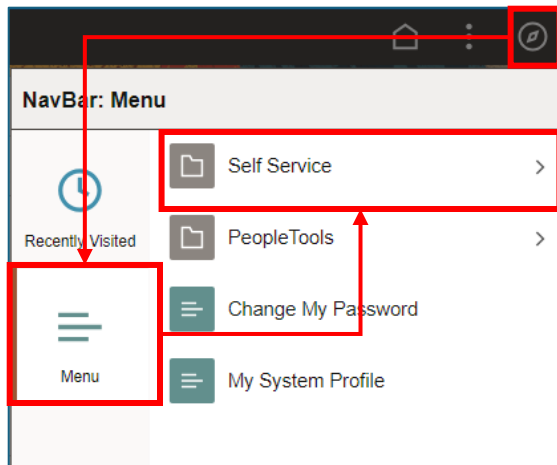 NavBar: Menu
Self Service
Recently Visited
PeopleTools
Change My Password
Menu
My System Profile